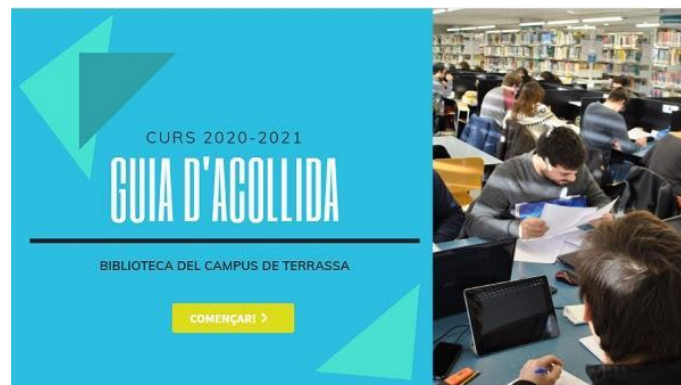 CURS 2020-2021
GUIA D'ACOLLIDA
BIBLIOTECA DEL CAMPUS DE TERRASSA
COMENÇAR! >